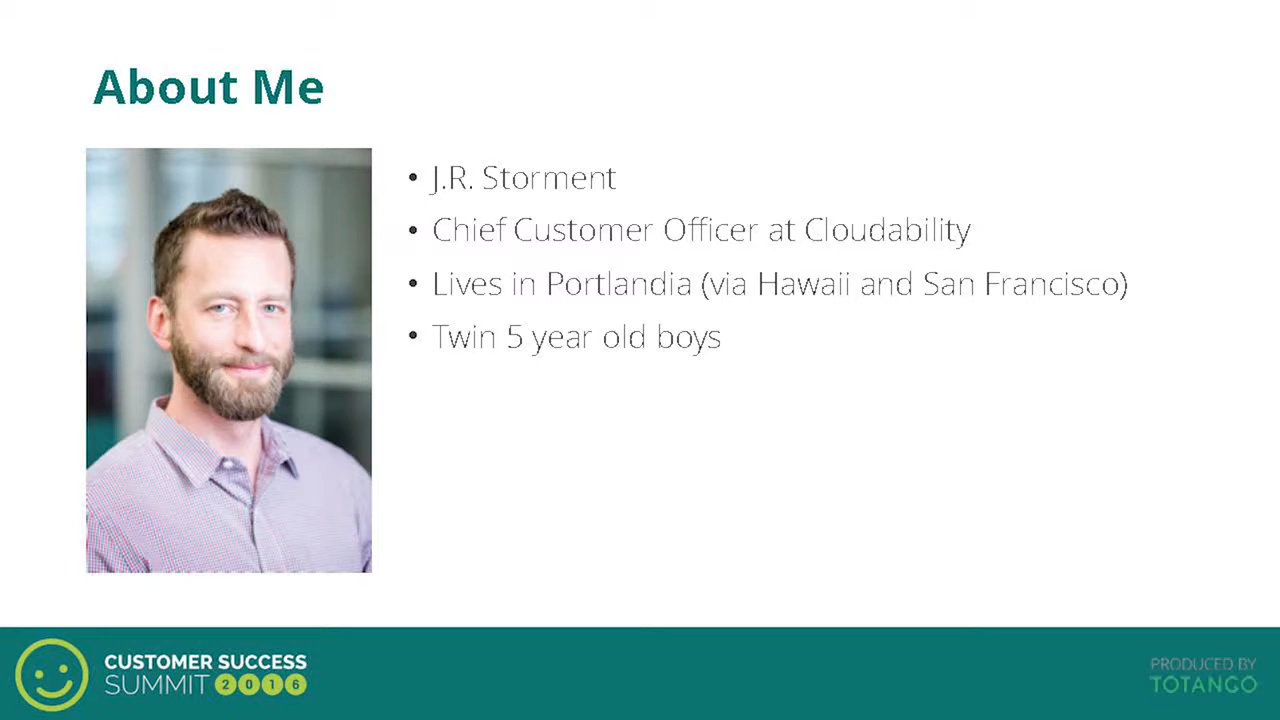 About Me
• J.R. Storment
• Chief Customer Officer at Cloudability
• Lives in Portlandia (via Hawaii and San Francisco)
• Twin 5 year old boys
CUSTOMER SUCCESS
SUMMIT 2016
PRODUCED BY
TOTANGO